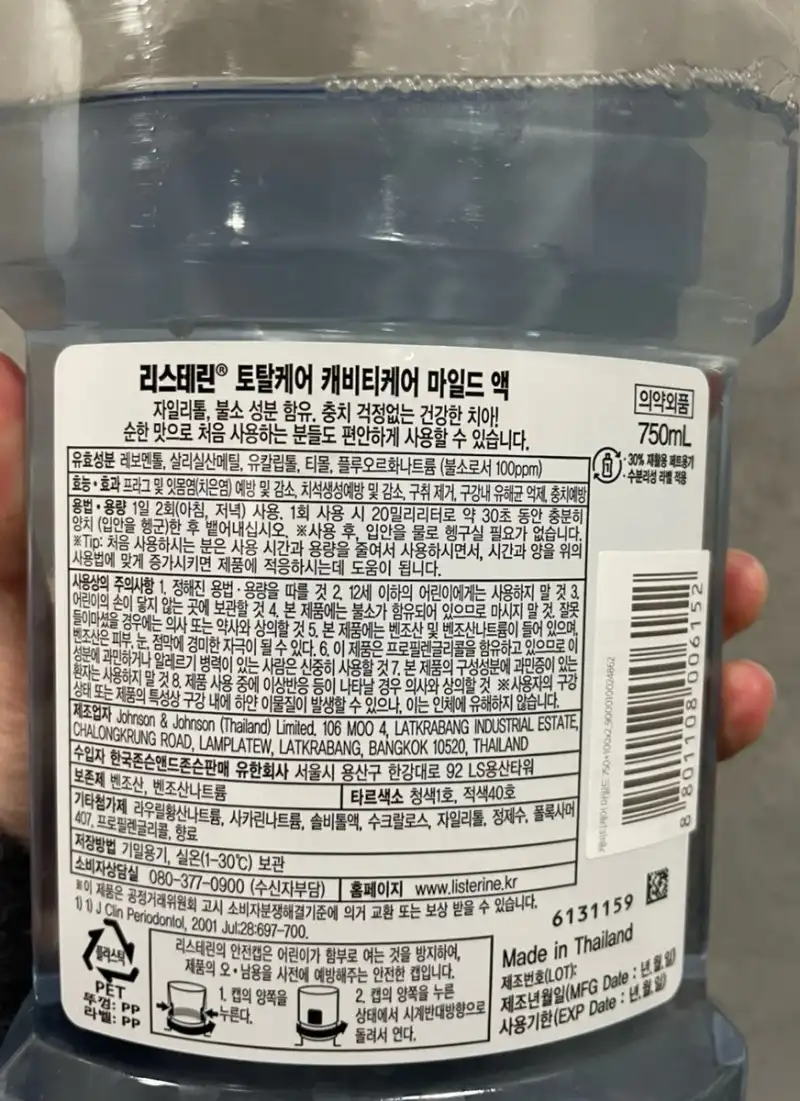 리스테린® 토탈케어 캐비티케어 마일드 액
자일리톨, 불소 성분 함유. 충치 걱정없는 건강한 치아!
순한 맛으로 처음 사용하는 분들도 편안하게 사용할 수 있습니다.
의약외품
750mL
30% 재활용 페트용기
· 수분리성 라벨 적용
유효성분 레보멘톨, 살리실산메틸, 유칼립톨, 티몰, 플루오르화나트륨 (불소로서 100ppm)
효능·효과 프라그 및 잇몸염(치은염) 예방 및 감소, 치석생성예방 및 감소, 구취 제거, 구강내 유해균 억제, 충치예방
용법·용량 1일 2회(아침, 저녁) 사용. 1회 사용 시 20밀리리터로 약 30초 동안 충분히
양치 (입안을 헹군)한 후 뱉어내십시오. ※사용 후, 입안을 물로 헹구실 필요가 없습니다.
※Tip: 처음 사용하시는 분은 사용 시간과 용량을 줄여서 사용하시면서, 시간과 양을 위의
사용법에 맞게 증가시키면 제품에 적응하시는데 도움이 됩니다.
사용상의 주의사항 1. 정해진 용법·용량을 따를 것 2. 12세 이하의 어린이에게는 사용하지 말 것 3.
어린이의 손이 닿지 않는 곳에 보관할 것 4. 본 제품에는 불소가 함유되어 있으므로 마시지 말 것, 잘못
들이마셨을 경우에는 의사 또는 약사와 상의할 것 5. 본 제품에는 벤조산 및 벤조산나트륨이 들어 있으며,
벤조산은 피부, 눈, 점막에 경미한 자극이 될 수 있다. 6. 이 제품은 프로필렌글리콜을 함유하고 있으므로 이
성분에 과민하거나 알레르기 병력이 있는 사람은 신중히 사용할 것 7. 본 제품의 구성성분에 과민증이 있는
환자는 사용하지 말 것 8. 제품 사용 중에 이상반응 등이 나타날 경우 의사와 상의할 것 ※사용자의 구강
상태 또는 제품의 특성상 구강 내에 하얀 이물질이 발생할 수 있으나, 이는 인체에 유해하지 않습니다.
제조업자 Johnson & Johnson (Thailand) Limited. 106 MOO 4, LATKRABANG INDUSTRIAL ESTATE,
CHALONGKRUNG ROAD, LAMPLATEW, LATKRABANG, BANGKOK 10520, THAILAND
수입자 한국존슨앤드존슨판매 유한회사 서울시 용산구 한강대로 92 LS용산타워
보존제 벤조산, 벤조산나트륨
타르색소 청색1호, 적색40호
기타첨가제 라우릴황산나트륨, 사카린나트륨, 솔비톨액, 수크랄로스, 자일리톨, 정제수, 폴록사머
407, 프로필렌글리콜, 향료
저장방법 기밀용기, 실온(1-30℃) 보관
소비자상담실 080-377-0900 (수신자부담)
홈페이지 www.listerine.kr
※이 제품은 공정거래위원회 고시 소비자분쟁해결기준에 의거 교환 또는 보상 받을 수 있습니다.
1) 1) J Clin Periodontol, 2001 Jul:28:697-700.
플라스틱
PET
뚜껑: PP
라벨: PP
리스테린의 안전캡은 어린이가 함부로 여는 것을 방지하여,
제품의 오·남용을 사전에 예방해주는 안전한 캡입니다.
1. 캡의 양쪽을
누른다.
2. 캡의 양쪽을 누른
상태에서 시계반대방향으로
돌려서 연다.
6131159
Made in Thailand
제조번호(LOT):
제조년월일(MFG Date : 년,월,일)
사용기한(EXP Date : 년,월,일)
8 801108 006152